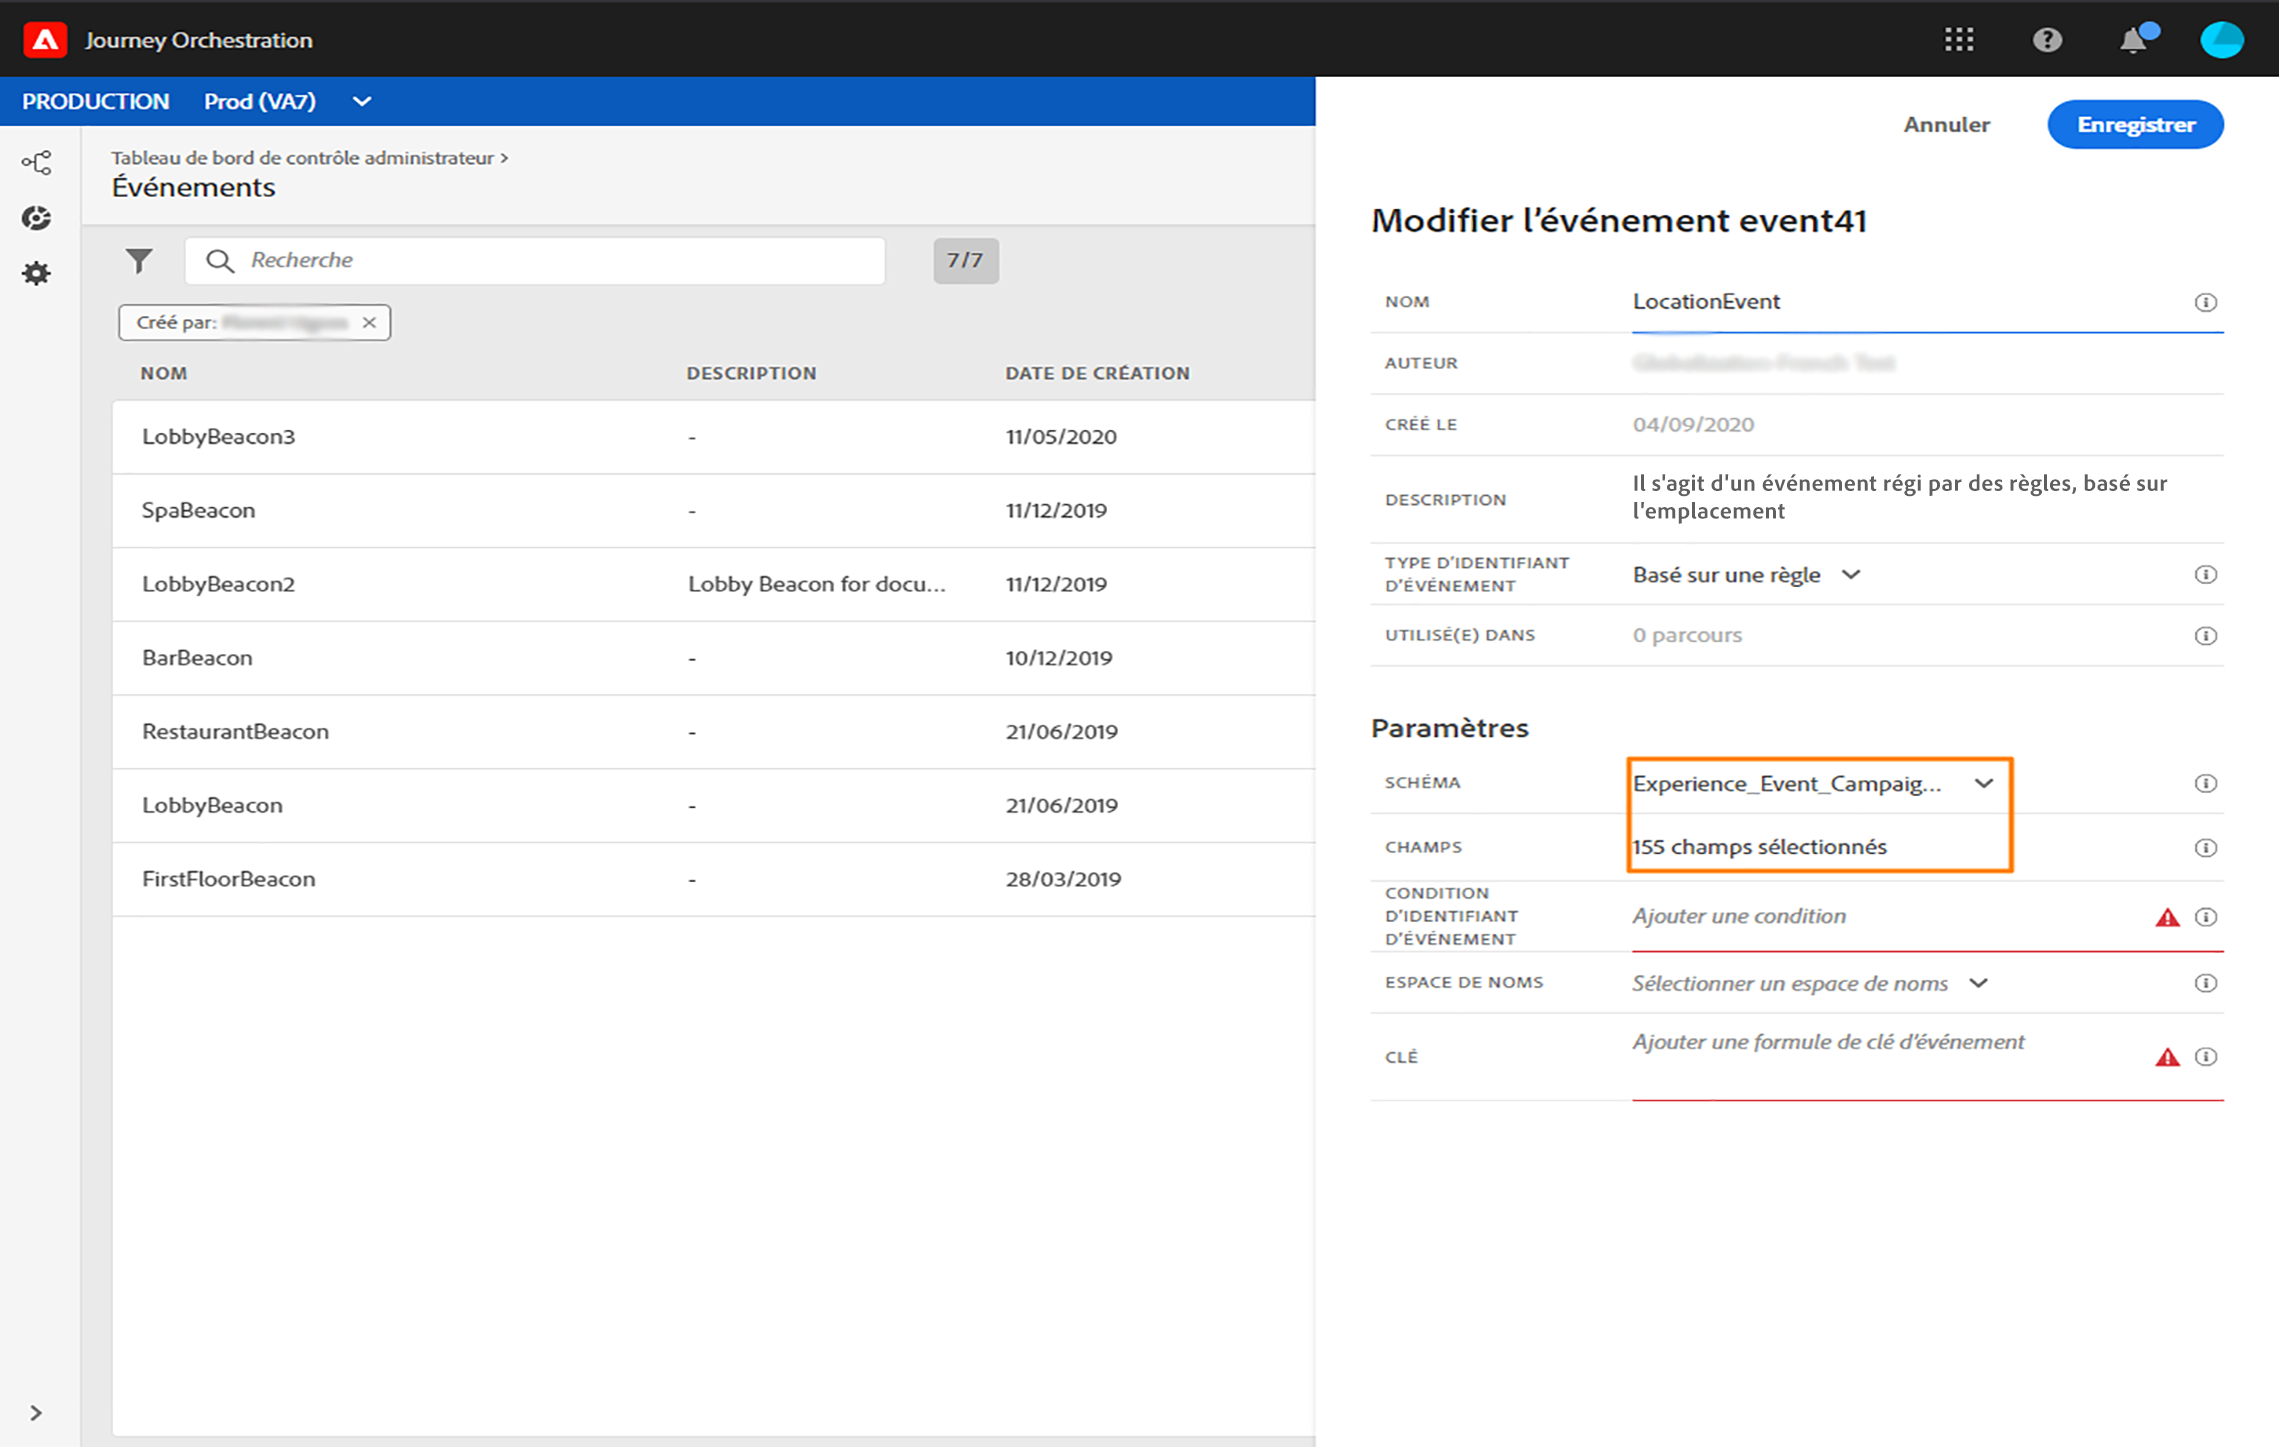 Journey Orchestration
PRODUCTION Prod (VA7)
Annuler Enregistrer
Tableau de bord de contrôle administrateur >
Événements
Recherche
7/7
Créé par:
NOM DESCRIPTION DATE DE CRÉATION
LobbyBeacon3 - 11/05/2020
SpaBeacon - 11/12/2019
LobbyBeacon2 Lobby Beacon for docu... 11/12/2019
BarBeacon - 10/12/2019
RestaurantBeacon - 21/06/2019
LobbyBeacon - 21/06/2019
FirstFloorBeacon - 28/03/2019
Modifier l’événement event41
NOM LocationEvent
AUTEUR
CRÉÉ LE 04/09/2020
DESCRIPTION
Il s'agit d'un événement régi par des règles, basé sur
l'emplacement
TYPE D’IDENTIFIANT
D’ÉVÉNEMENT
Basé sur une règle
UTILISÉ(E) DANS 0 parcours
Paramètres
SCHÉMA Experience_Event_Campaig...
CHAMPS 155 champs sélectionnés
CONDITION
D’IDENTIFIANT
D’ÉVÉNEMENT
Ajouter une condition
ESPACE DE NOMS Sélectionner un espace de noms
CLÉ Ajouter une formule de clé d’événement